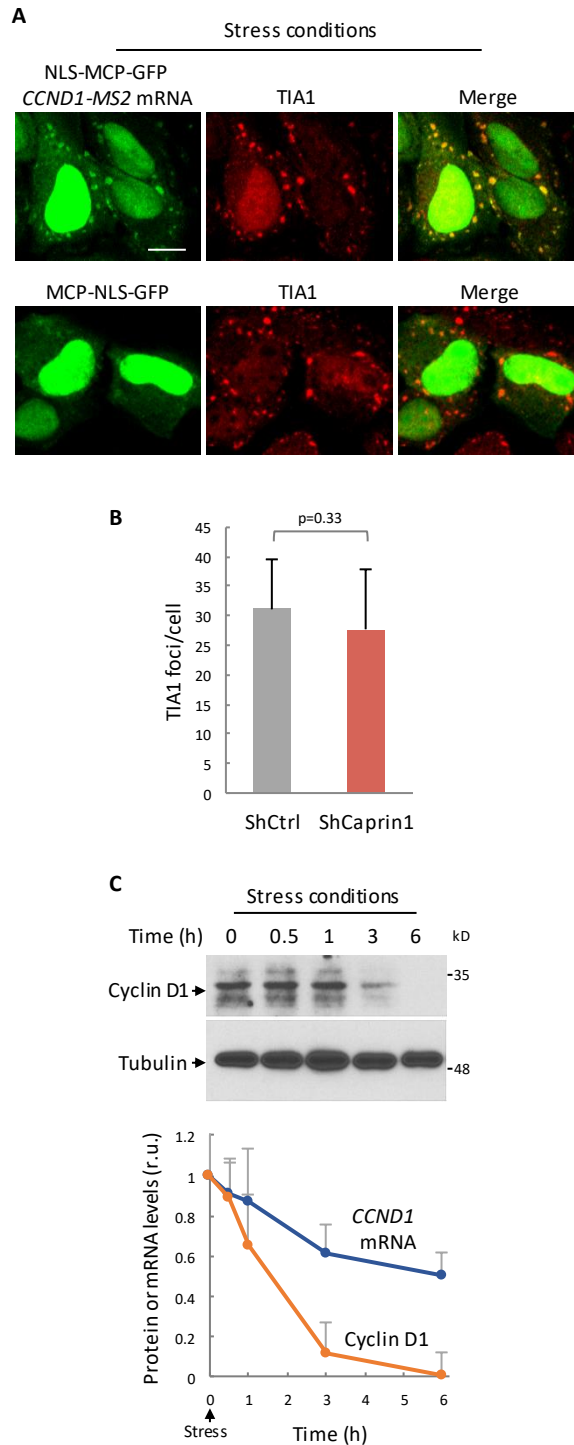 A
Stress conditions
NLS-MCP-GFP
CCND1-MS2 mRNA
TIA1
Merge
MCP-NLS-GFP
TIA1
Merge
B
p=0.33
45
40
35
30
25
20
15
10
5
0
TIA1 foci/cell
ShCtrl
ShCaprin1
C
Stress conditions
Time (h) 0 0.5 1 3 6 kD
-35
Cyclin D1
Tubulin
-48
Protein or mRNA levels (r.u.)
1.2
1
0.8
0.6
0.4
0.2
0
CCND1
mRNA
Cyclin D1
0 1 2 3 4 5 6
Stress
Time (h)